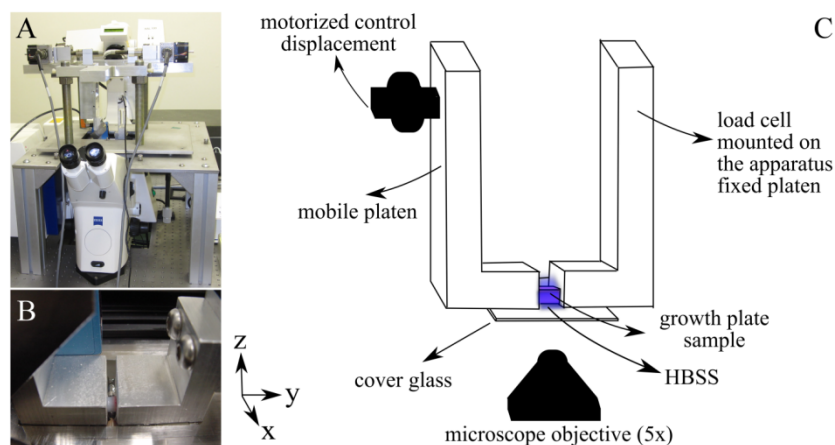 A
B
z
y
x
C
motorized control
displacement
mobile platen
load cell
mounted on
the apparatus
fixed platen
growth plate
sample
HBSS
cover glass
microscope objective (5x)